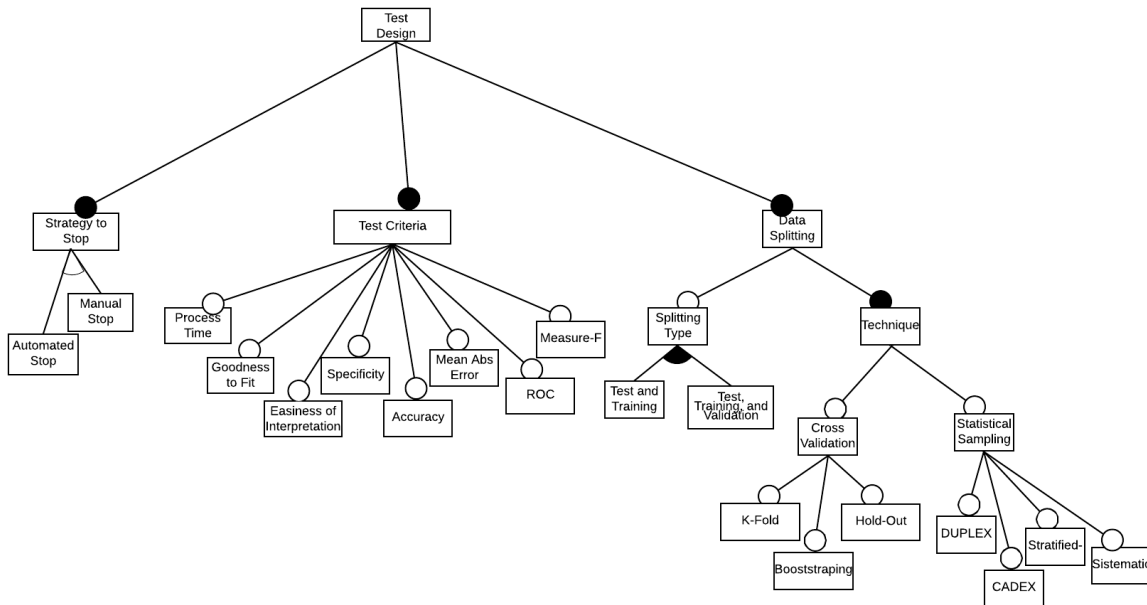 Test
Design
Strategy to
Stop
Test Criteria
Data
Splitting
Manual
Stop
Automated
Stop
Process
Time
Goodness
to Fit
Easiness of
Interpretation
Specificity
Accuracy
Mean Abs
Error
ROC
Measure-F
Splitting
Type
Technique
Test and
Training
Test,
Training, and
Validation
Cross
Validation
Statistical
Sampling
K-Fold
Booststraping
Hold-Out
DUPLEX
CADEX
Stratified-
Sistematic